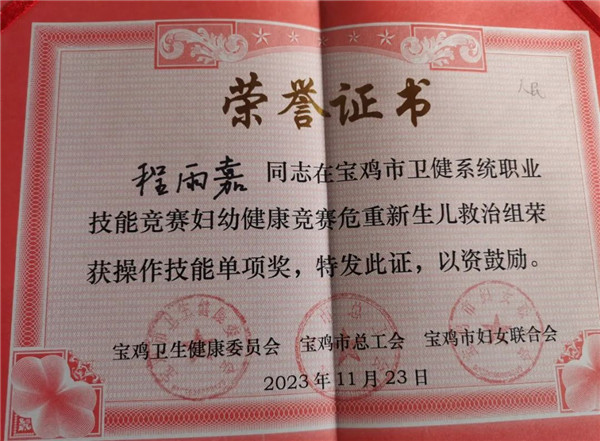 荣誉证书
人民
程雨嘉 同志在宝鸡市卫健系统职业
技能竞赛妇幼健康竞赛危重新生儿救治组荣
获操作技能单项奖，特发此证，以资鼓励。
宝鸡卫生健康委员会 宝鸡市总工会 宝鸡市妇女联合会
2023年11月23日